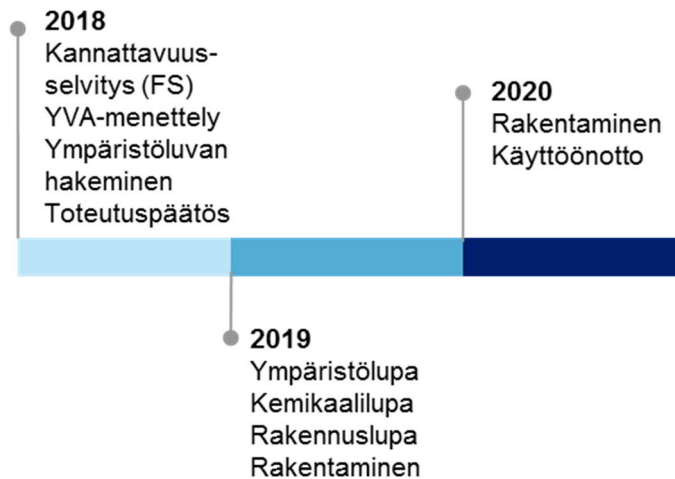 2018
Kannattavuus-
selvitys (FS)
YVA-menettely
Ympäristöluvan
hakeminen
Toteutuspäätös
2019
Ympäristölupa
Kemikaalilupa
Rakennuslupa
Rakentaminen
2020
Rakentaminen
Käyttöönotto